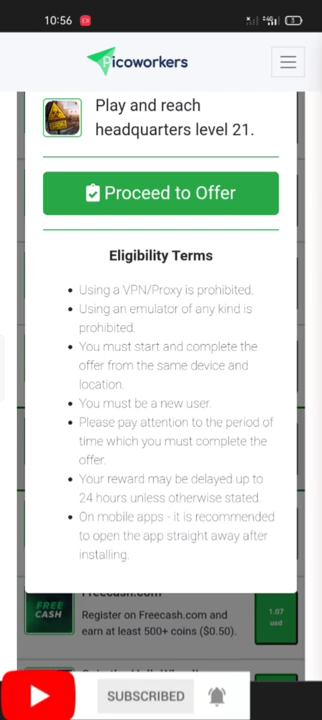 10:56
Picoworkers
Play and reach
headquarters level 21.
Proceed to Offer
Eligibility Terms
• Using a VPN/Proxy is prohibited.
• Using an emulator of any kind is
prohibited.
• You must start and complete the
offer from the same device and
location.
• You must be a new user.
• Please pay attention to the period of
time which you must complete the
offer.
• Your reward may be delayed up to
24 hours unless otherwise stated.
• On mobile apps - it is recommended
to open the app straight away after
installing.
Freecash.com
FREE
CASH
Register on Freecash.com and
earn at least 500+ coins ($0.50).
1.07
usd
SUBSCRIBED